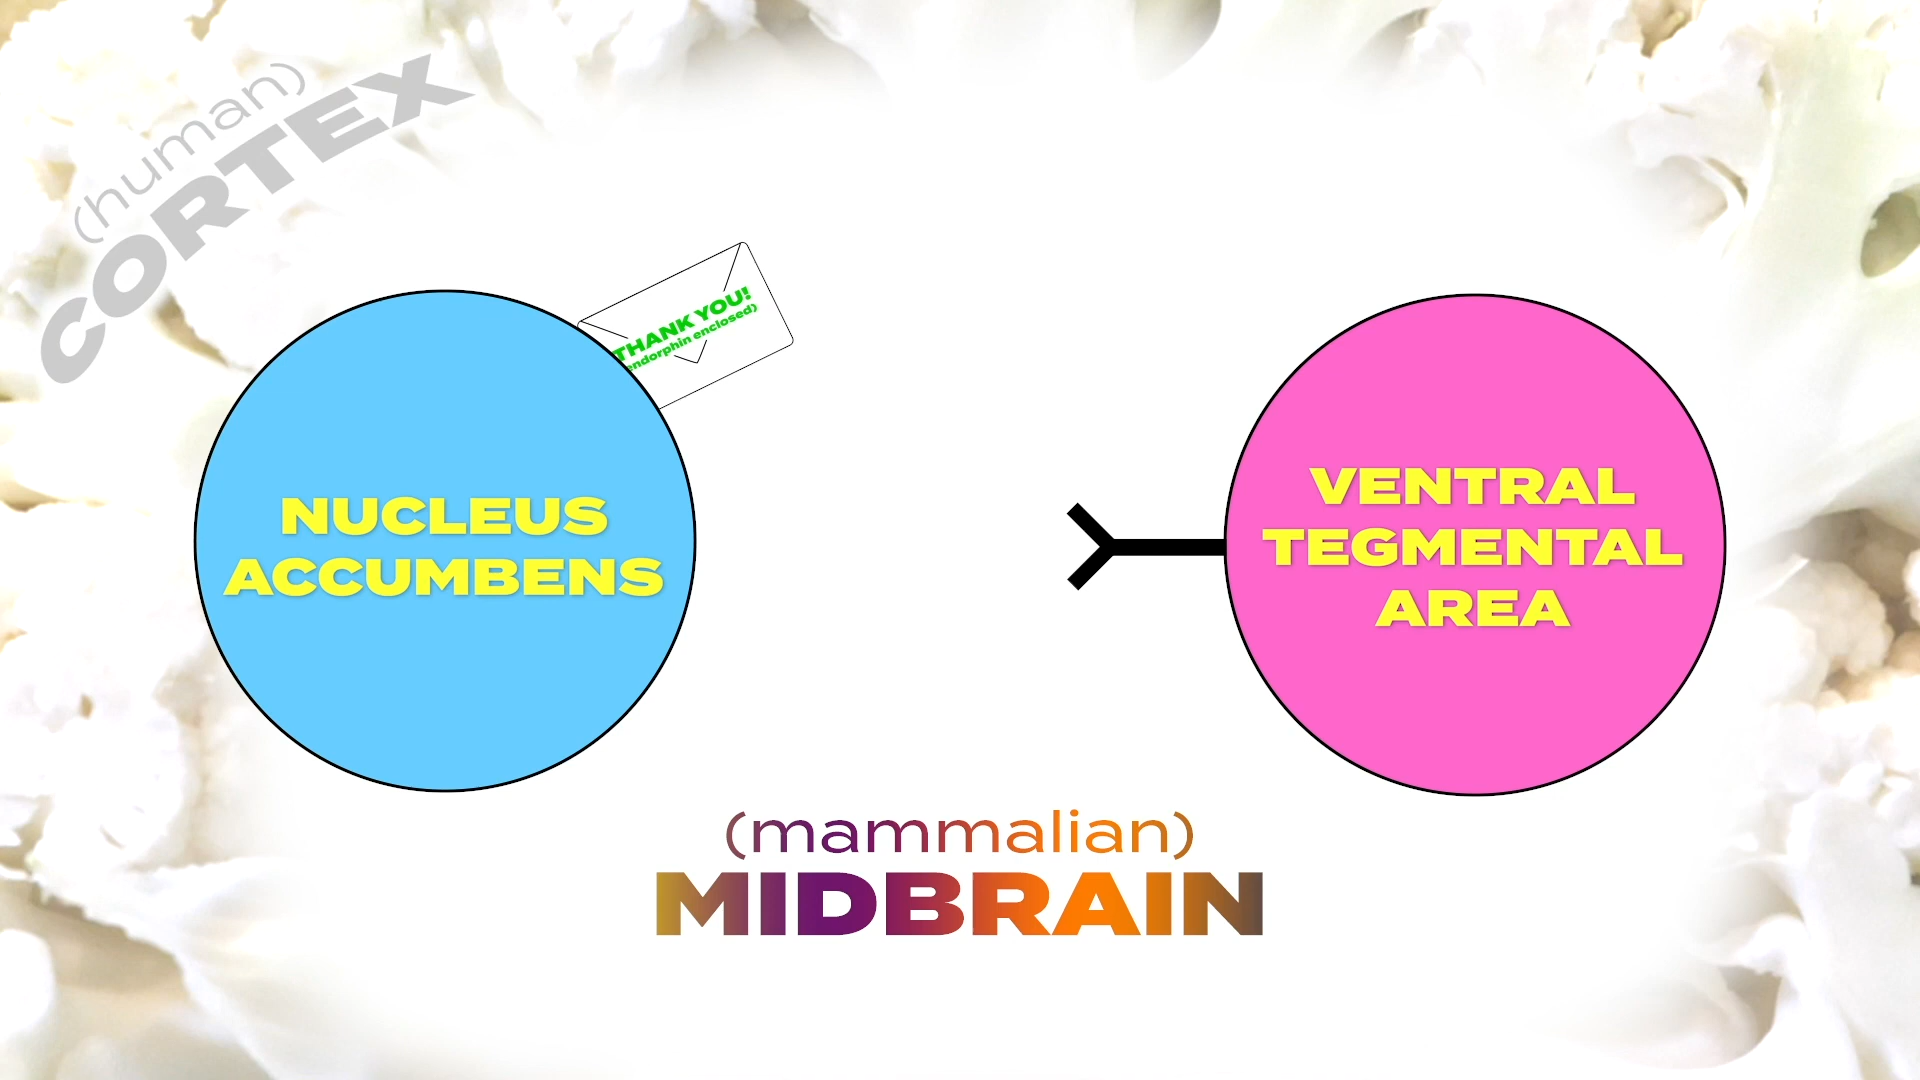 (human)
CORTEX
THANK YOU!
endorphin enclosed)
NUCLEUS
ACCUMBENS
VENTRAL
TEGMENTAL
AREA
(mammalian)
MIDBRAIN